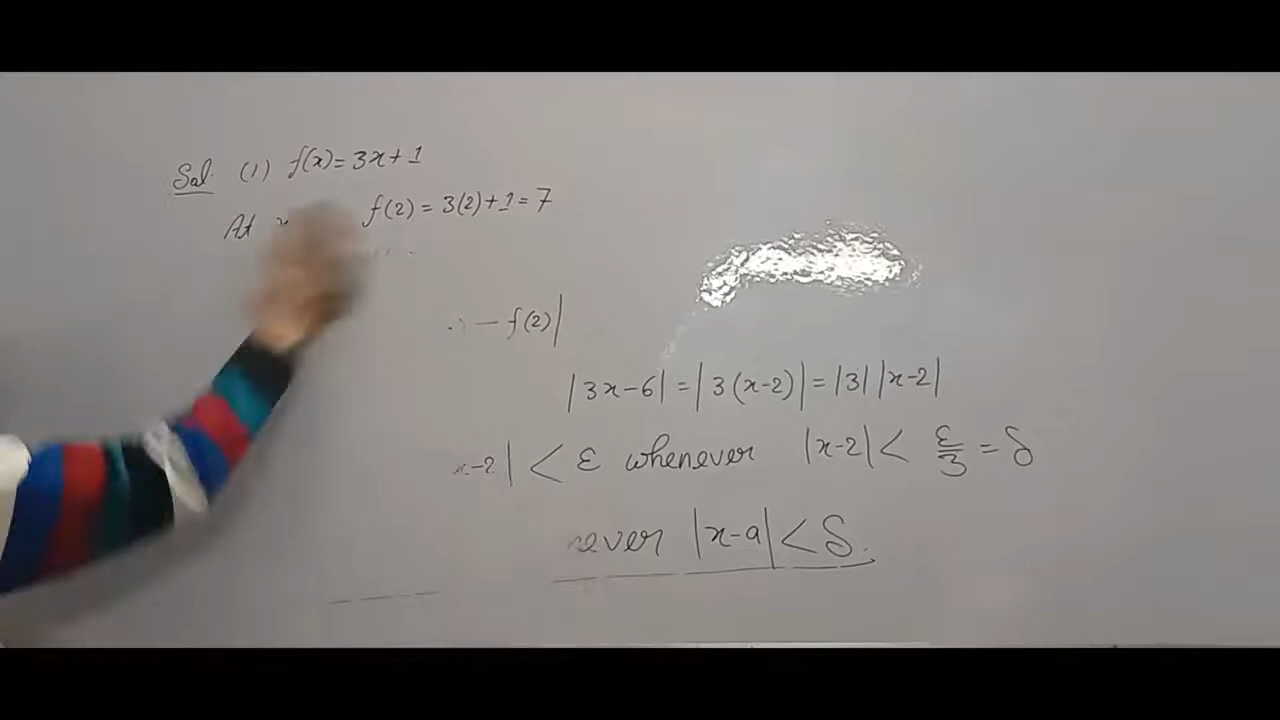 Sol. (1) f(x)=3x+1
At f(2)=3(2)+1=7
-f(2)|
|3x-6|=|3(x-2)|=|3||x-2|
x-2|<ε whenever |x-2|<ε/3=δ
|x-a|<δ.